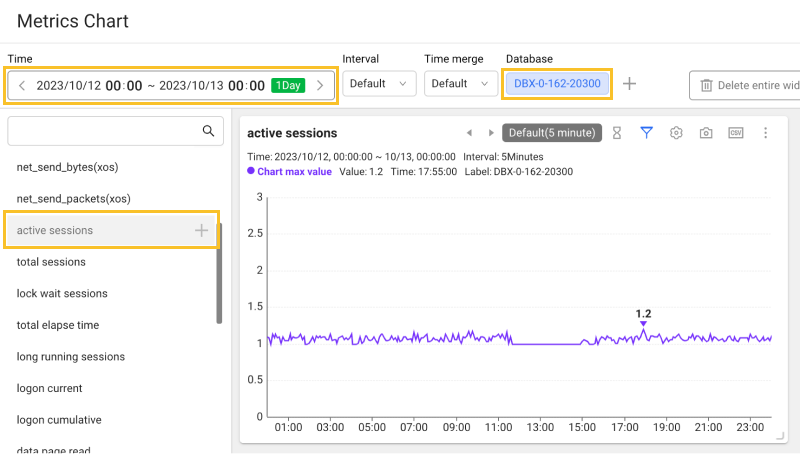 Metrics Chart
Time
Interval
Time merge
Database
2023/10/12 00:00 ~ 2023/10/13 00:00 1Day
Default
Default
DBX-0-162-20300
Delete entire wid
net_send_bytes(xos)
net_send_packets(xos)
active sessions
total sessions
lock wait sessions
total elapse time
long running sessions
logon current
logon cumulative
data page read
active sessions
Default(5 minute)
CSV
Time: 2023/10/12, 00:00:00 ~ 10/13, 00:00:00 Interval: 5Minutes
Chart max value Value: 1.2 Time: 17:55:00 Label: DBX-0-162-20300
3
2.5
2
1.5
1
0.5
0
1.2
01:00 03:00 05:00 07:00 09:00 11:00 13:00 15:00 17:00 19:00 21:00 23:00